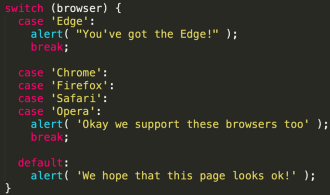 switch (browser) {
  case 'Edge':
    alert( "You've got the Edge!" );
    break;

  case 'Chrome':
  case 'Firefox':
  case 'Safari':
  case 'Opera':
    alert( 'Okay we support these browsers too' );
    break;

  default:
    alert( 'We hope that this page looks ok!' );
}